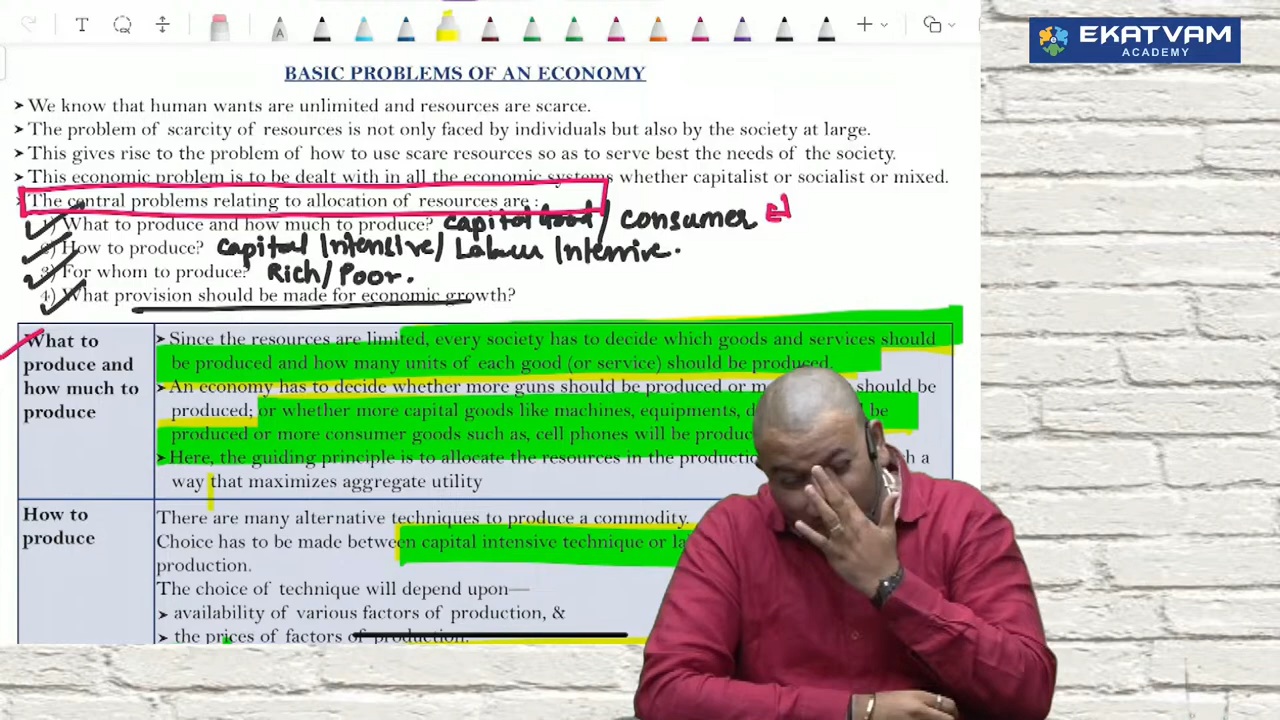 EKATVAM
ACADEMY
BASIC PROBLEMS OF AN ECONOMY
➤ We know that human wants are unlimited and resources are scarce.
➤ The problem of scarcity of resources is not only faced by individuals but also by the society at large.
➤ This gives rise to the problem of how to use scare resources so as to serve best the needs of the society.
➤ This economic problem is to be dealt with in all the economic systems whether capitalist or socialist or mixed.
The central problems relating to allocation of resources are :
1) What to produce and how much to produce? Capital Good / Consumer
2) How to produce? Capital Intensive / Labour Intensive.
3) For whom to produce? Rich/Poor.
4) What provision should be made for economic growth?
What to produce and how much to produce
➤ Since the resources are limited, every society has to decide which goods and services should
be produced and how many units of each good (or service) should be produced.
➤ An economy has to decide whether more guns should be produced or should be
produced; or whether more capital goods like machines, equipments, be
produced or more consumer goods such as, cell phones will be
➤ Here, the guiding principle is to allocate the resources in the a
way that maximizes aggregate utility
How to produce
There are many alternative techniques to produce a commodity.
Choice has to be made between capital intensive technique or
production.
The choice of technique will depend upon—
➤ availability of various factors of production, &
➤ the prices of factors of production.
T
A